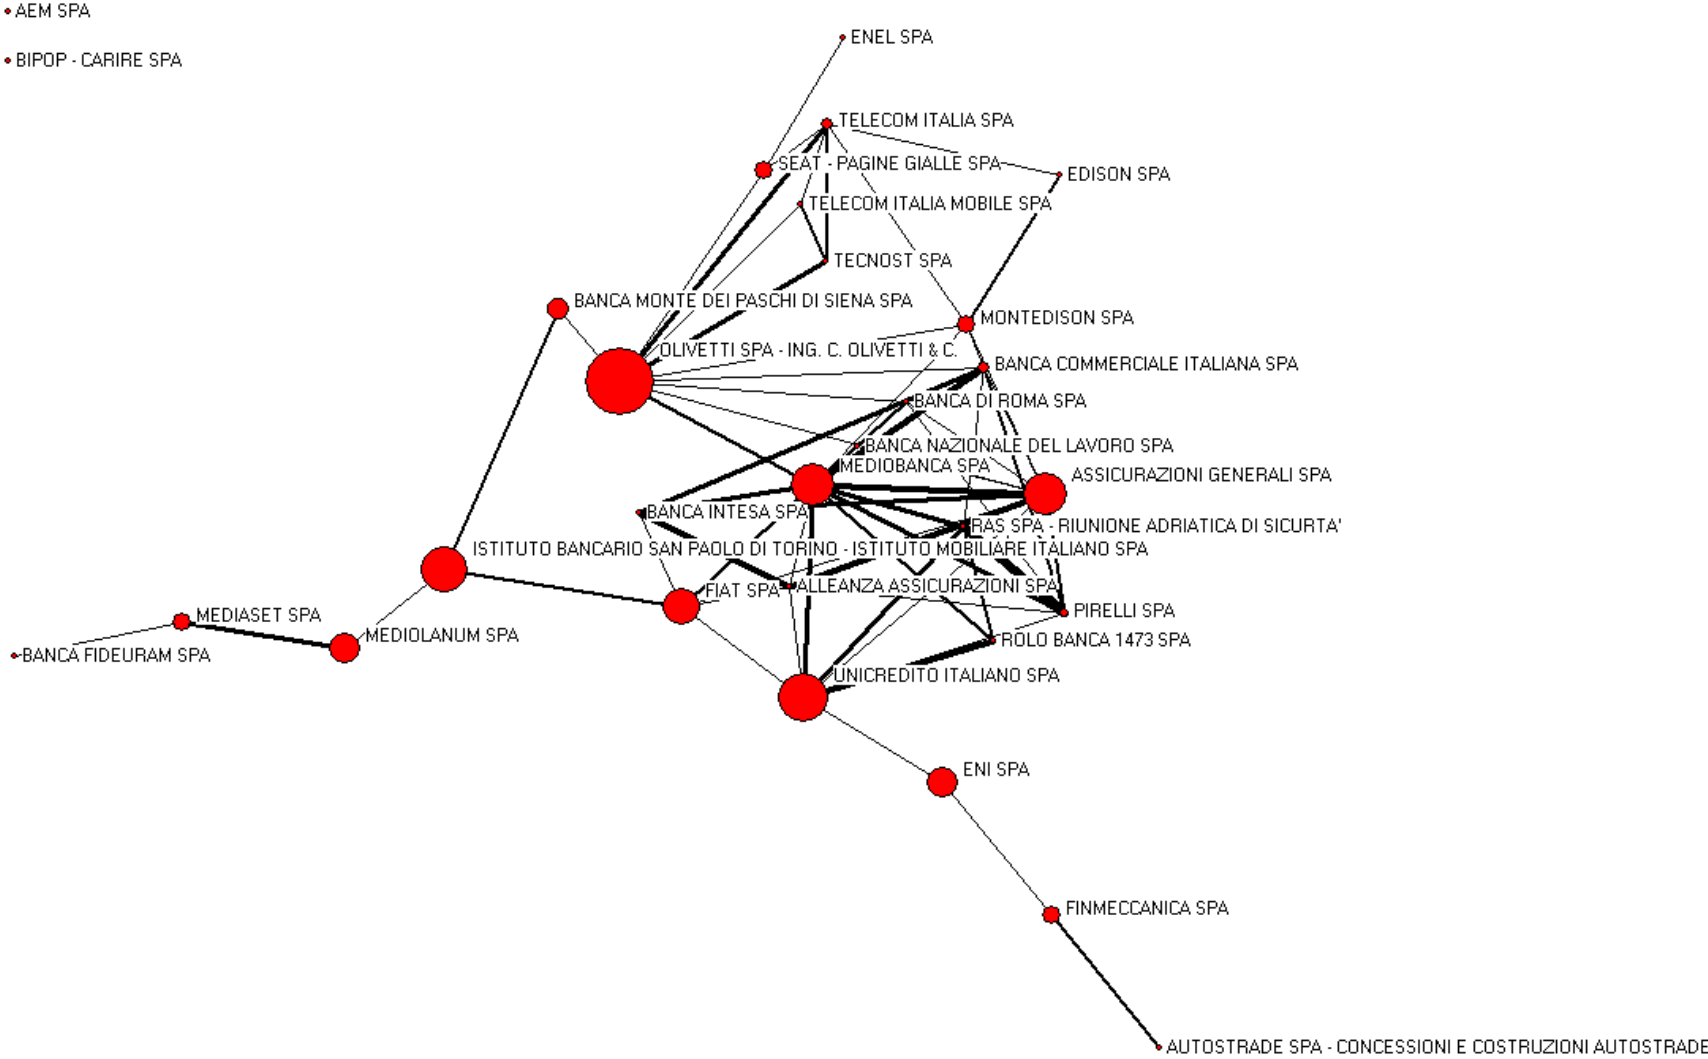 AEM SPA
ENEL SPA
BIPOP - CARIRE SPA
TELECOM ITALIA SPA
SEAT - PAGINE GIALLE SPA
EDISON SPA
TELECOM ITALIA MOBILE SPA
TECNOST SPA
BANCA MONTE DEI PASCHI DI SIENA SPA
MONTEDISON SPA
OLIVETTI SPA - ING. C. OLIVETTI & C.
BANCA COMMERCIALE ITALIANA SPA
BANCA DI ROMA SPA
BANCA NAZIONALE DEL LAVORO SPA
MEDIOBANCA SPA
ASSICURAZIONI GENERALI SPA
BANCA INTESA SPA
RAS SPA - RIUNIONE ADRIATICA DI SICURTA'
ISTITUTO BANCARIO SAN PAOLO DI TORINO - ISTITUTO MOBILIARE ITALIANO SPA
FIAT SPA
ALLEANZA ASSICURAZIONI SPA
PIRELLI SPA
MEDIASET SPA
MEDIOLANUM SPA
ROLO BANCA 1473 SPA
BANCA FIDEURAM SPA
UNICREDITO ITALIANO SPA
ENI SPA
FINMECCANICA SPA
AUTOSTRADE SPA - CONCESSIONI E COSTRUZIONI AUTOSTRADE